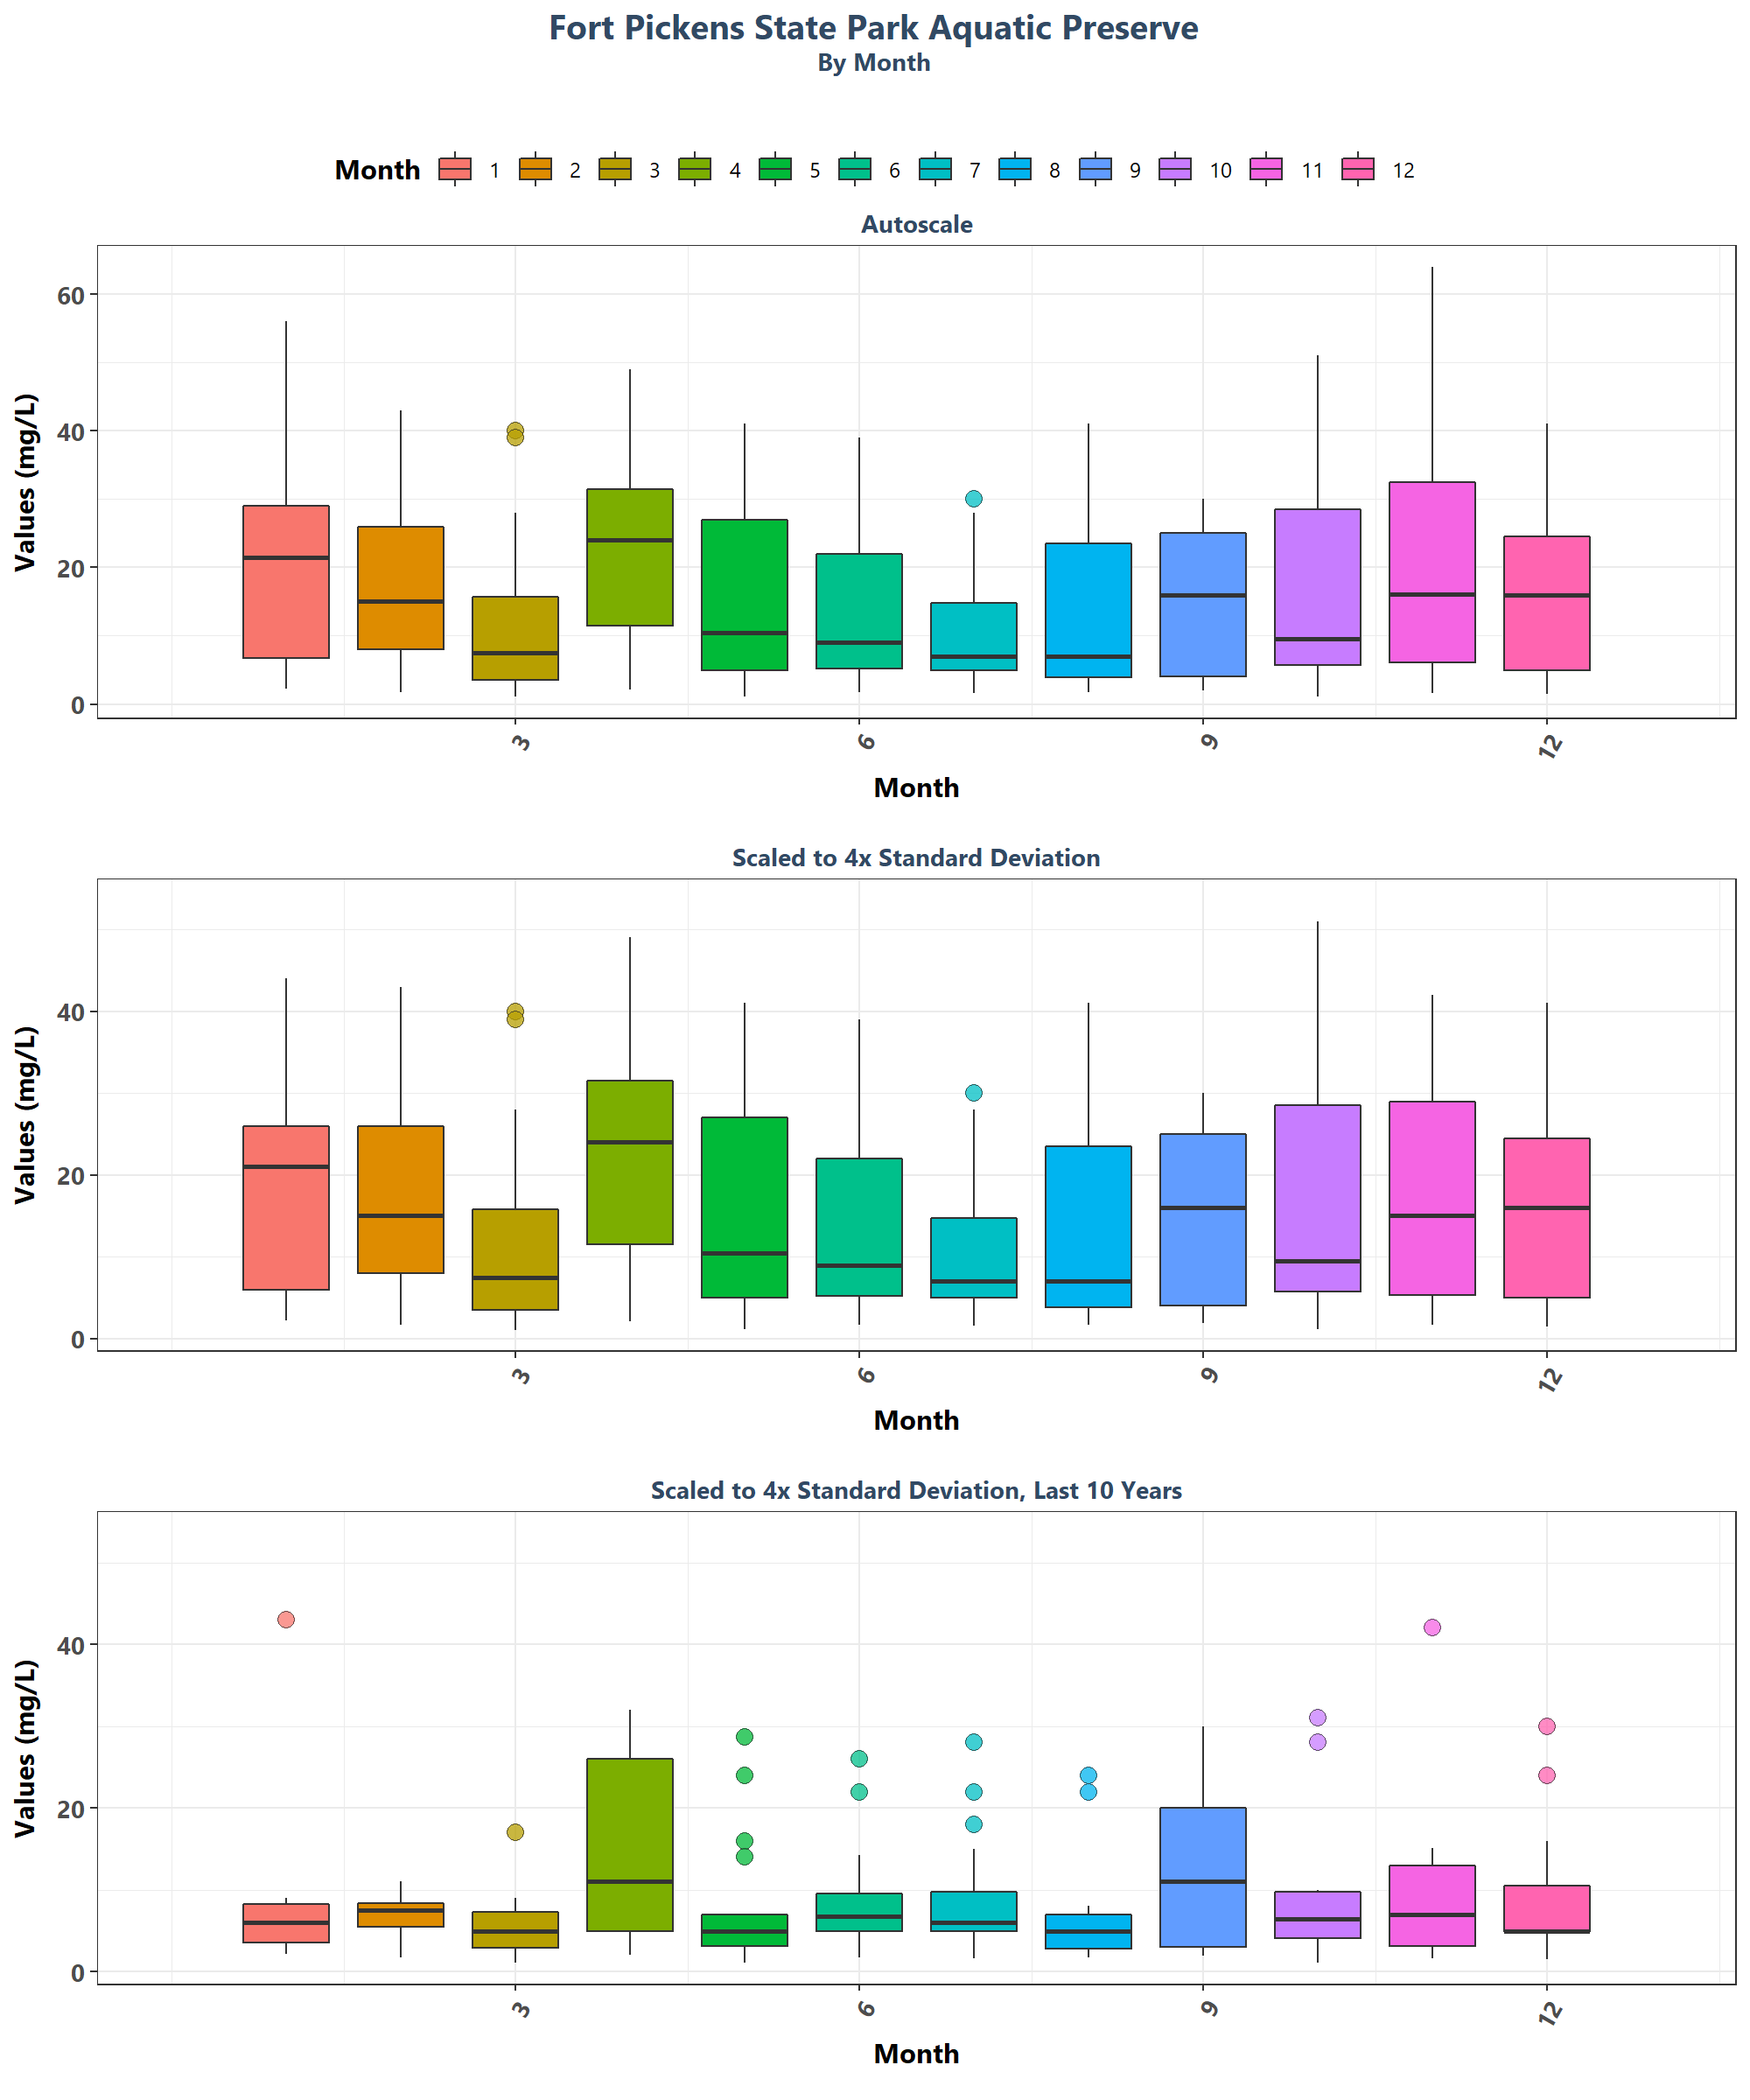 Fort Pickens State Park Aquatic Preserve
By Month
Month 1 2 3 4 5 6 7 8 9 10 11 12
Autoscale
Values (mg/L)
60
40
20
0
3 6 9 12
Month
Scaled to 4x Standard Deviation
Values (mg/L)
40
20
0
3 6 9 12
Month
Scaled to 4x Standard Deviation, Last 10 Years
Values (mg/L)
40
20
0
3 6 9 12
Month